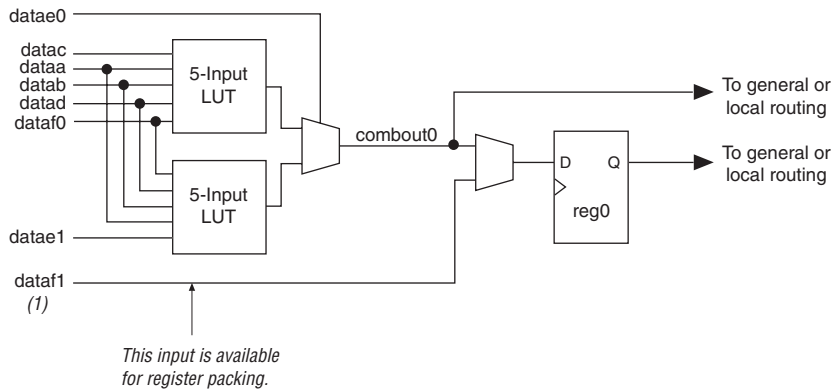 datae0
datac
dataa
datab
datad
dataf0
5-Input
LUT
combout0
5-Input
LUT
datae1
dataf1
(1)
D Q
reg0
To general or
local routing
To general or
local routing
This input is available
for register packing.